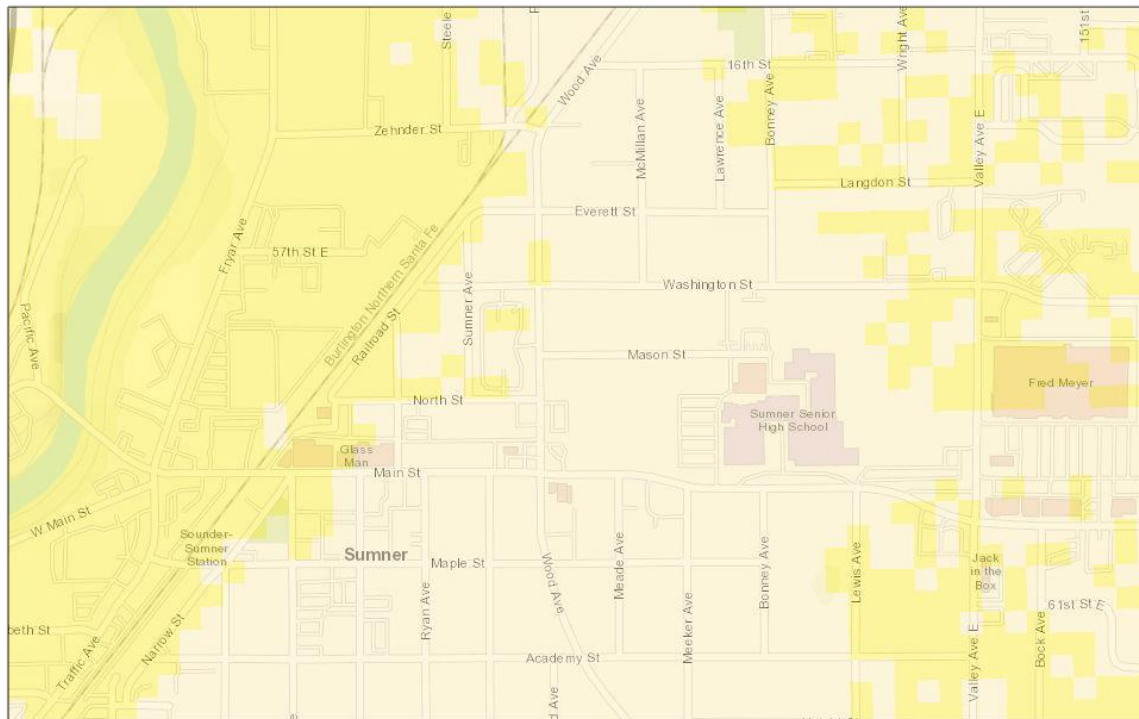 Steele
Wood Ave
16th St
Wright Ave
151st
Zehnder St
McMillan Ave
Lawrence Ave
Bonney Ave
Valley Ave E
Langdon St
Everett St
Fryar Ave
57th St E
Burlington Northern Santa Fe
Railroad St
Sumner Ave
Washington St
Pacific Ave
Mason St
Fred Meyer
North St
Sumner Senior
High School
Glass
Man
Main St
W Main St
Sounder-
Sumner
Station
Sumner
Maple St
Wood Ave
Meade Ave
Bonney Ave
Lewis Ave
Jack
in the
Box
61st St E
Ryan Ave
Meeker Ave
Narrow St
beth St
Traffic Ave
Academy St
Valley Ave E
Bock Ave